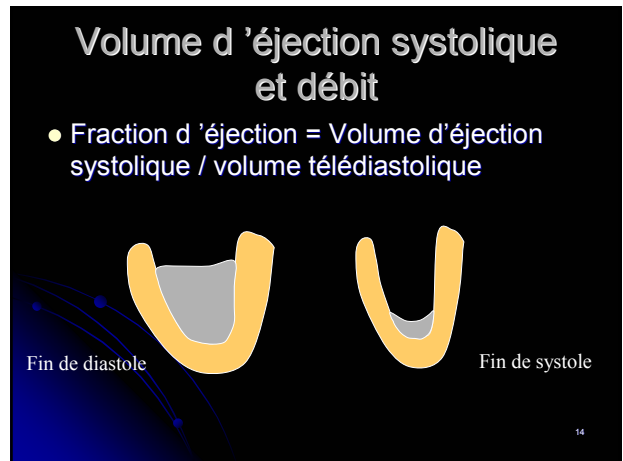 Volume d ’éjection systolique
et débit
Fraction d ’éjection = Volume d’éjection
systolique / volume télédiastolique
Fin de diastole
Fin de systole
14